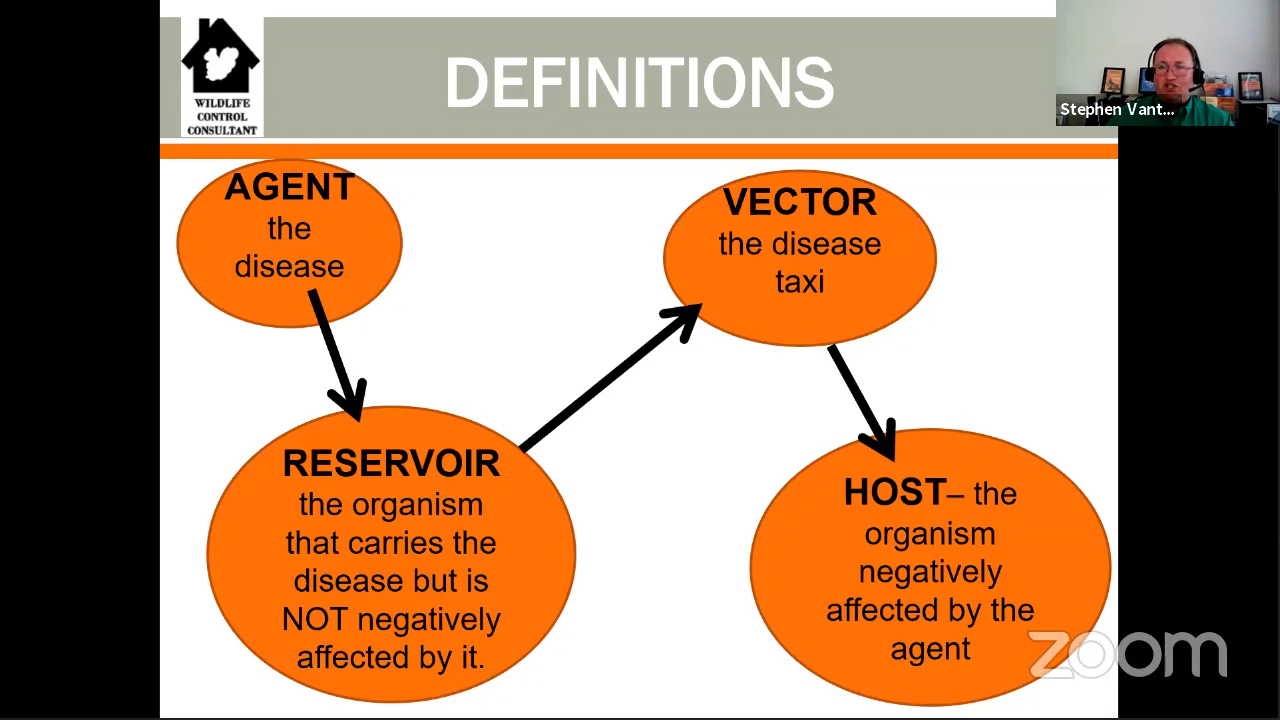 DEFINITIONS
WILDLIFE
CONTROL
CONSULTANT
Stephen Vant...
AGENT
the
disease
VECTOR
the disease
taxi
RESERVOIR
the organism
that carries the
disease but is
NOT negatively
affected by it.
HOST– the
organism
negatively
affected by the
agent
zoom